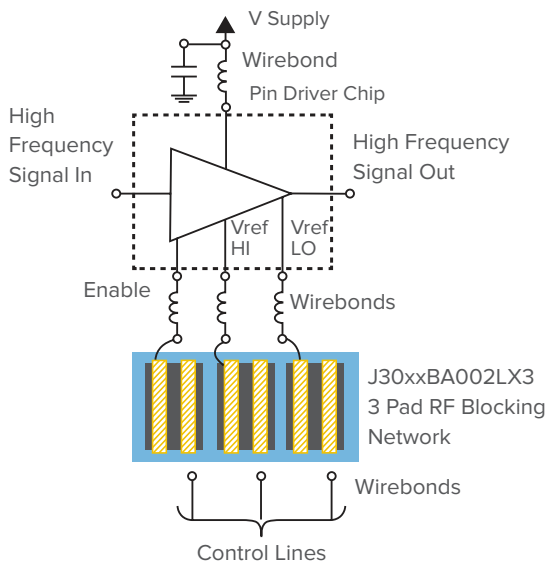 V Supply
Wirebond
Pin Driver Chip
High
Frequency
Signal In
High Frequency
Signal Out
Vref
HI
Vref
LO
Enable
Wirebonds
J30xxBA002LX3
3 Pad RF Blocking
Network
Wirebonds
Control Lines